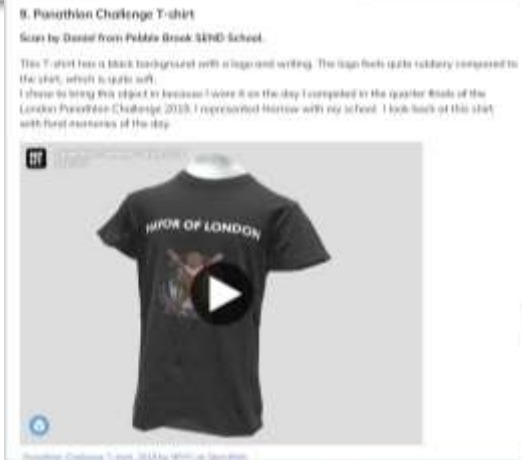 9. Panathlon Challenge T-shirt
Scan by Daniel from Pebble Brook SEND School.
This T-shirt has a black background with a logo and writing. The logo feels quite rubbery compared to
the shirt, which is quite soft.
I chose to bring this object in because I wore it on the day I competed in the quarter finals of the
London Panathlon Challenge 2019. I represented Harrow with my school. I look back at this shirt
with fond memories of the day.
MAYOR OF LONDON